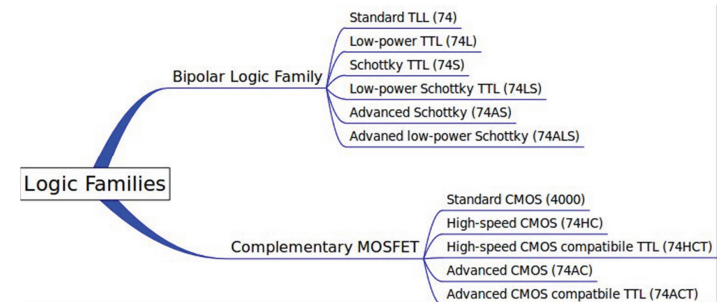 Standard TLL (74)
Low-power TTL (74L)
Schottky TTL (74S)
Bipolar Logic Family
Low-power Schottky TTL (74LS)
Advanced Schottky (74AS)
Advaned low-power Schottky (74ALS)
Logic Families
Standard CMOS (4000)
High-speed CMOS (74HC)
Complementary MOSFET
High-speed CMOS compatibile TTL (74HCT)
Advanced CMOS (74AC)
Advanced CMOS compatbile TTL (74ACT)